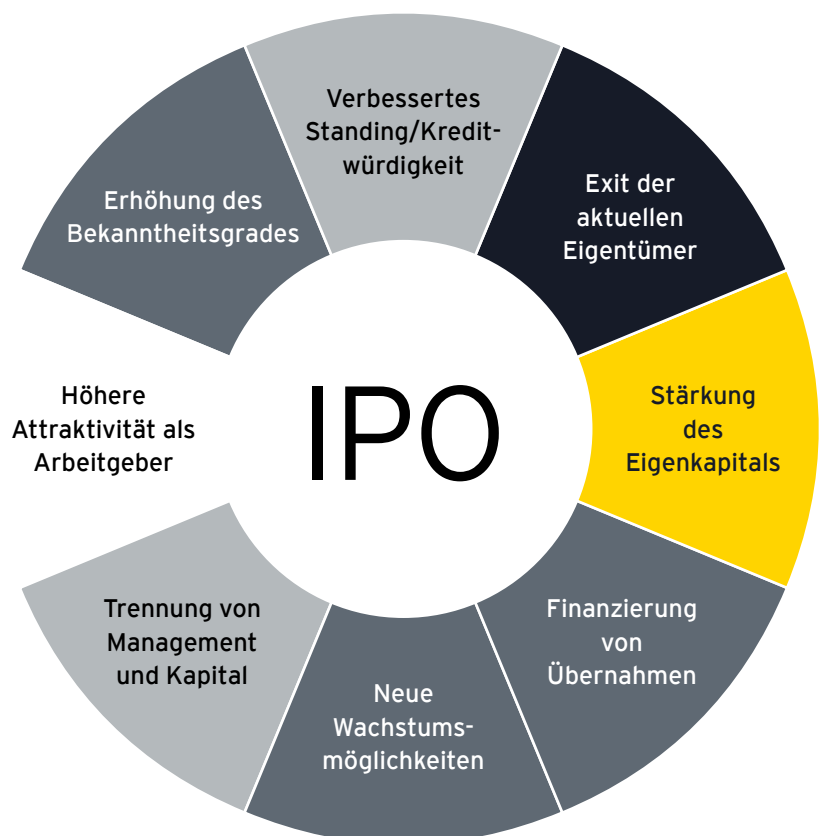 Verbessertes
Standing/Kredit-
würdigkeit
Exit der
aktuellen
Eigentümer
Stärkung
des
Eigenkapitals
Finanzierung
von
Übernahmen
Neue
Wachstums-
möglichkeiten
Trennung von
Management
und Kapital
Höhere
Attraktivität als
Arbeitgeber
Erhöhung des
Bekanntheitsgrades
IPO